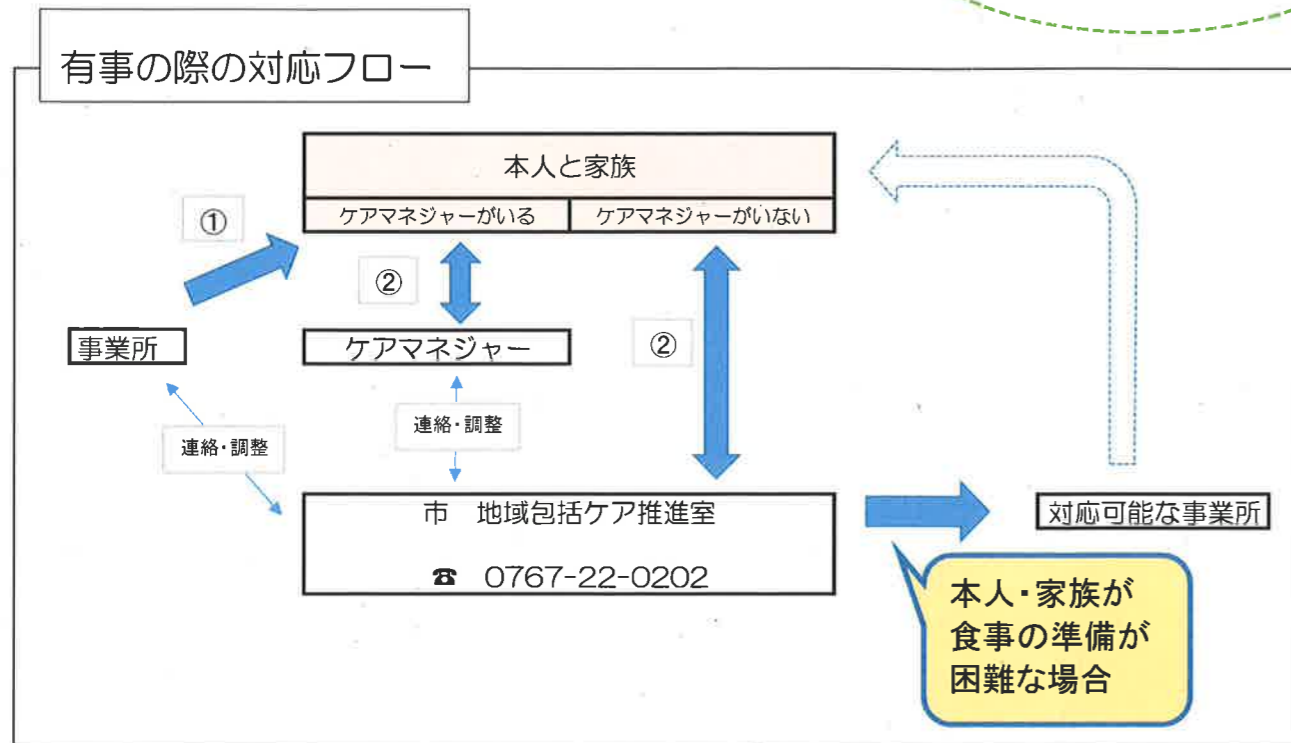 有事の際の対応フロー
本人と家族
ケアマネジャーがいる
ケアマネジャーがいない
①
②
事業所
ケアマネジャー
②
連絡・調整
連絡・調整
市　地域包括ケア推進室
☎ 0767-22-0202
対応可能な事業所
本人・家族が
食事の準備が
困難な場合